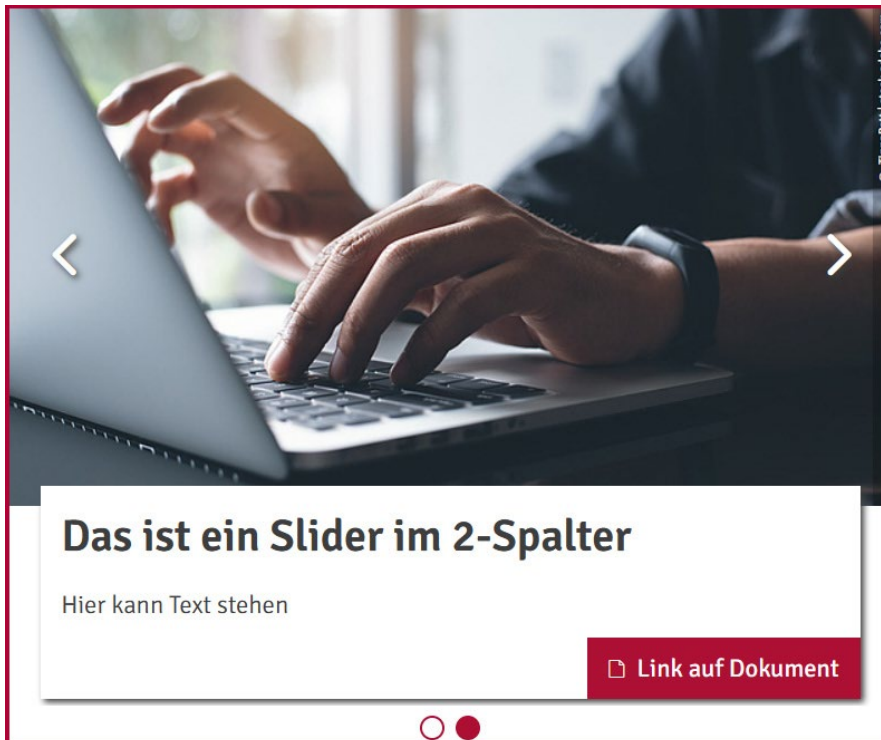 Das ist ein Slider im 2-Spalter
Hier kann Text stehen
Link auf Dokument